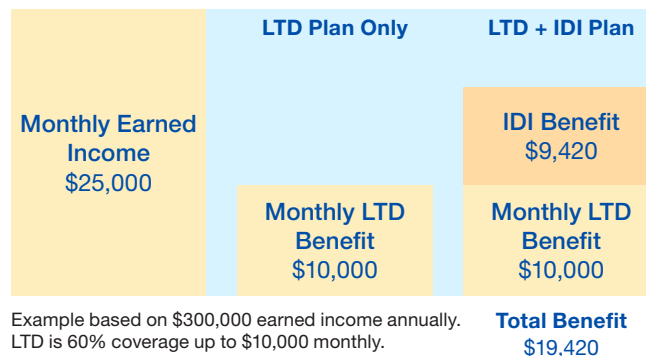 LTD Plan Only
LTD + IDI Plan
Monthly Earned
Income
$25,000
IDI Benefit
$9,420
Monthly LTD
Benefit
$10,000
Monthly LTD
Benefit
$10,000
Example based on $300,000 earned income annually.
LTD is 60% coverage up to $10,000 monthly.
Total Benefit
$19,420